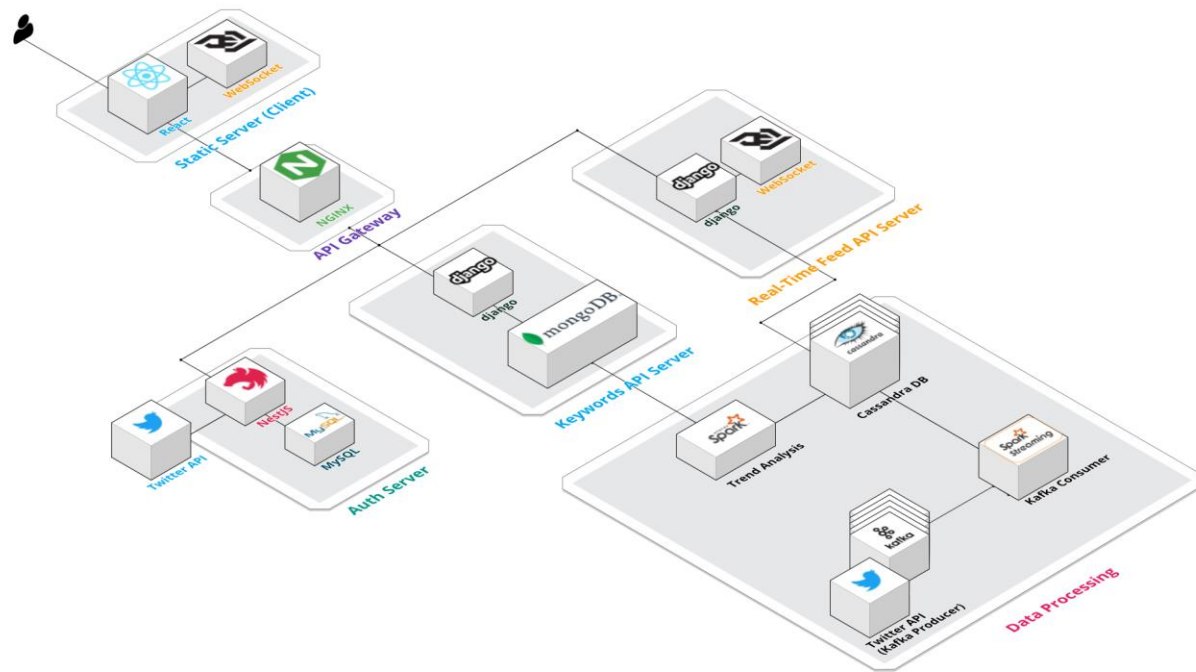 WebSocket
React
Static Server (Client)
NGINX
API Gateway
django
django
WebSocket
Real-Time Feed API Server
django
django
mongoDB
Keywords API Server
NestJS
MySQL
MySQL
Twitter API
Auth Server
cassandra
Cassandra DB
Spark
Trend Analysis
Spark
Streaming
Kafka Consumer
kafka
Twitter API
(Kafka Producer)
Data Processing